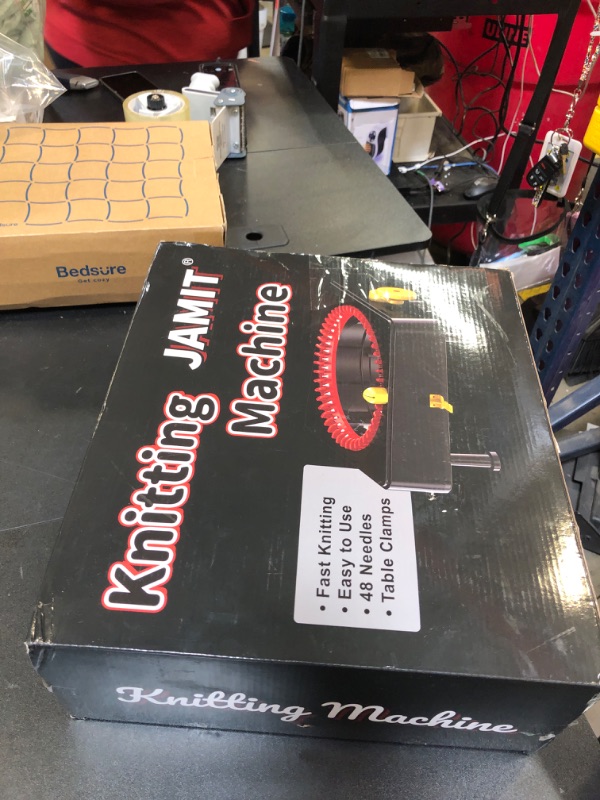 JAMIT®
Knitting
Machine
• Fast Knitting
• Easy to Use
• 48 Needles
• Table Clamps
Knitting Machine
Bedsure
Get cozy